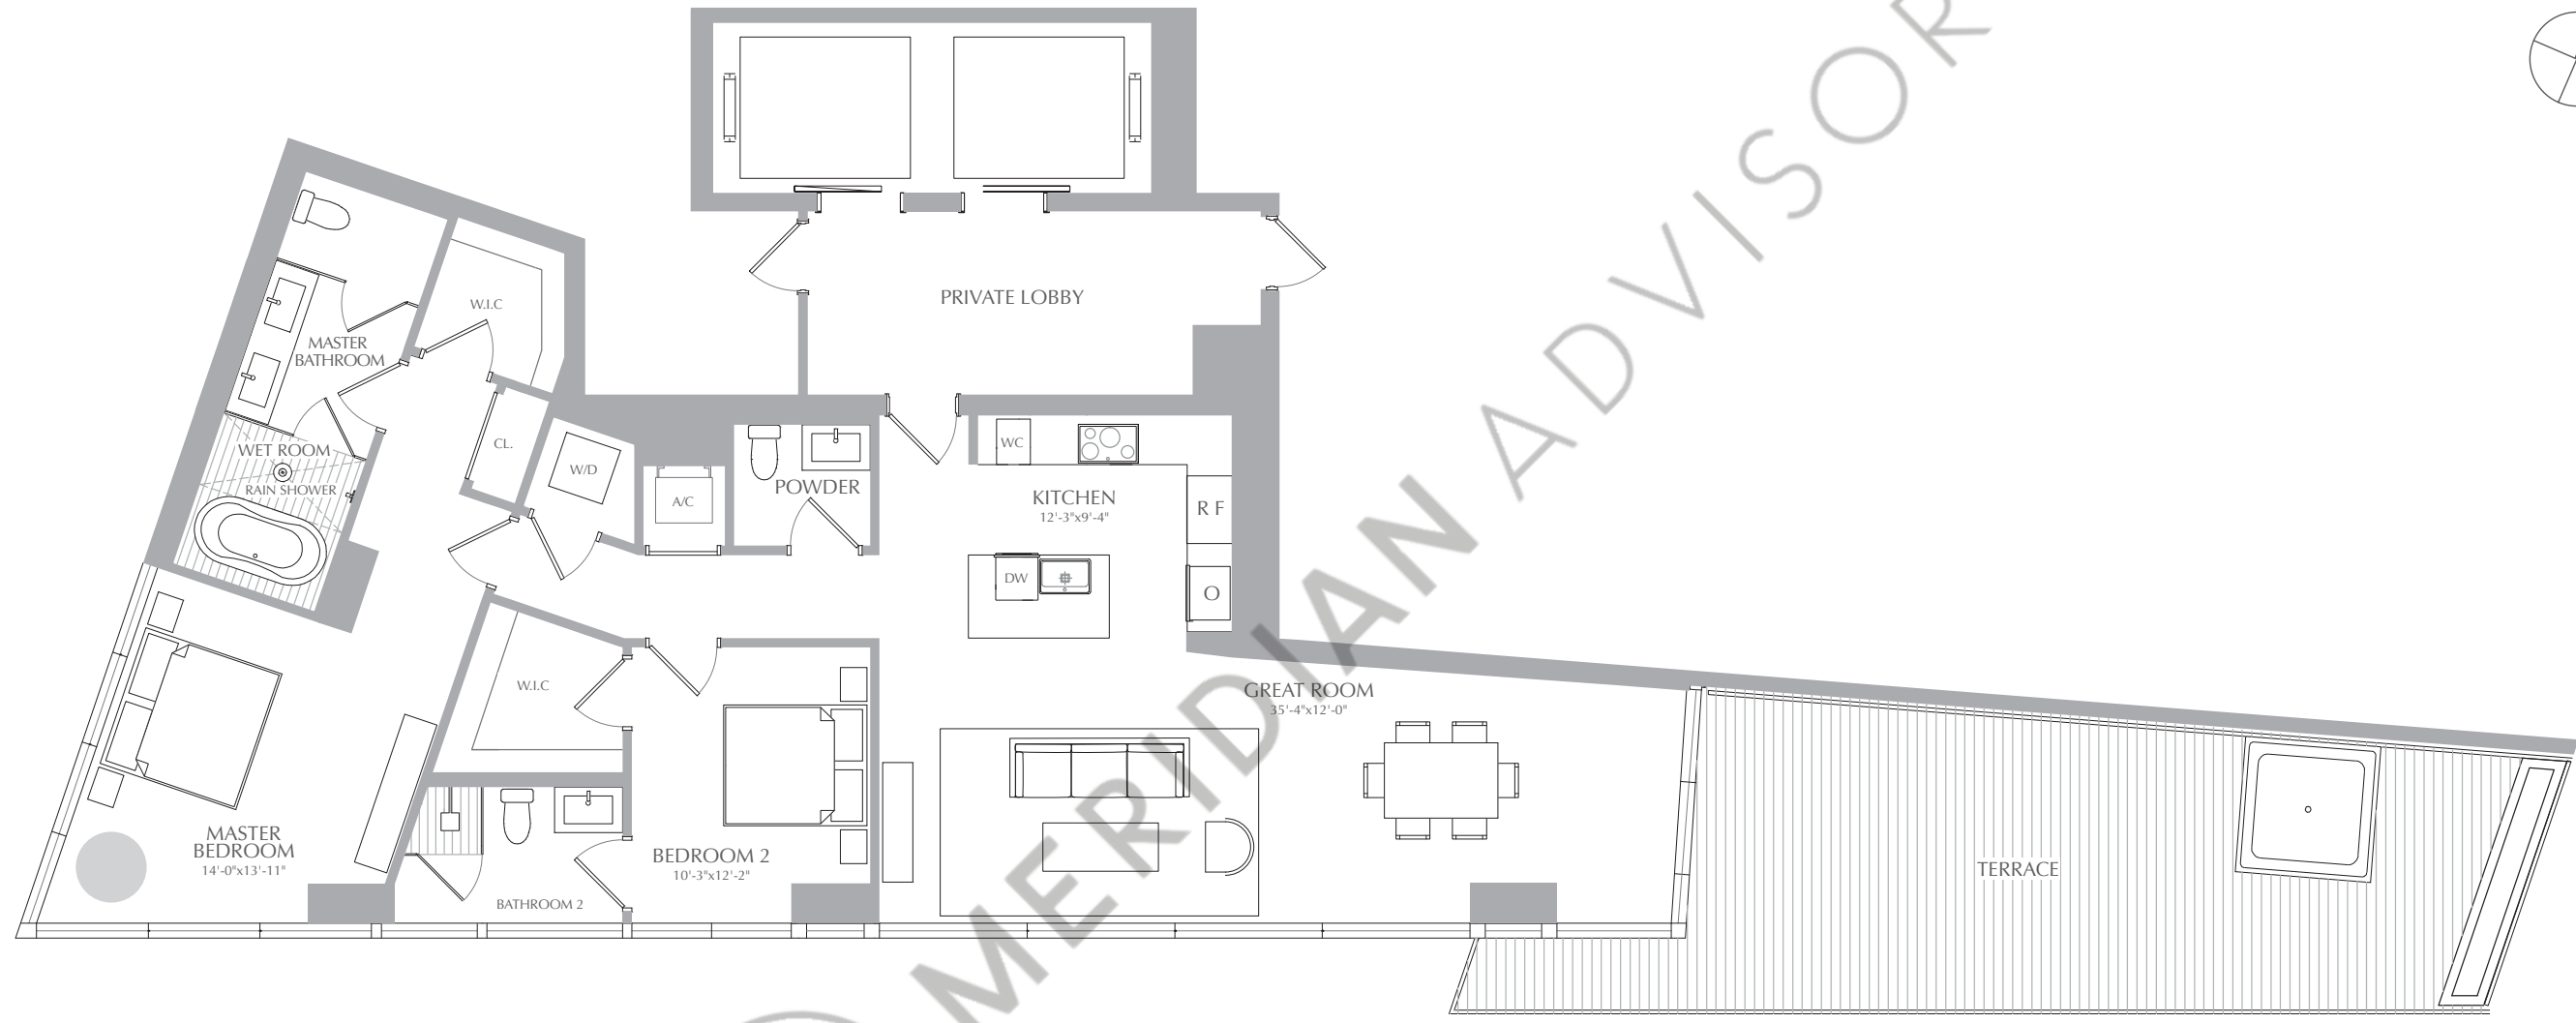 PRIVATE LOBBY
W.I.C
MASTER
BATHROOM
CL.
WET ROOM
RAIN SHOWER
W/D
A/C
POWDER
WC
KITCHEN
12'-3"x9'-4"
R F
DW
O
W.I.C
GREAT ROOM
35'-4"x12'-0"
MASTER
BEDROOM
14'-0"x13'-11"
BEDROOM 2
10'-3"x12'-2"
BATHROOM 2
TERRACE
MERIDIAN ADVISOR